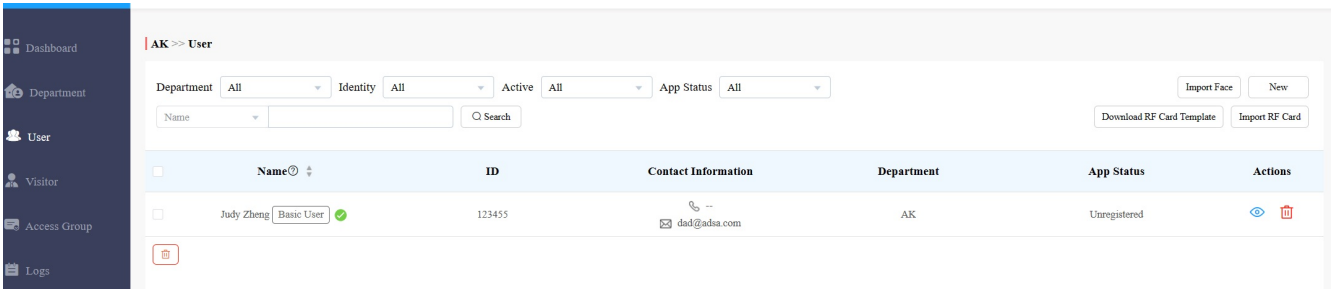 Dashboard
Department
User
Visitor
Access Group
Logs
AK >> User
Department All Identity All Active All App Status All
Import Face New
Name Search
Download RF Card Template Import RF Card
Name ID Contact Information Department App Status Actions
Judy Zheng Basic User 123455 -- AK Unregistered
dad@adsa.com